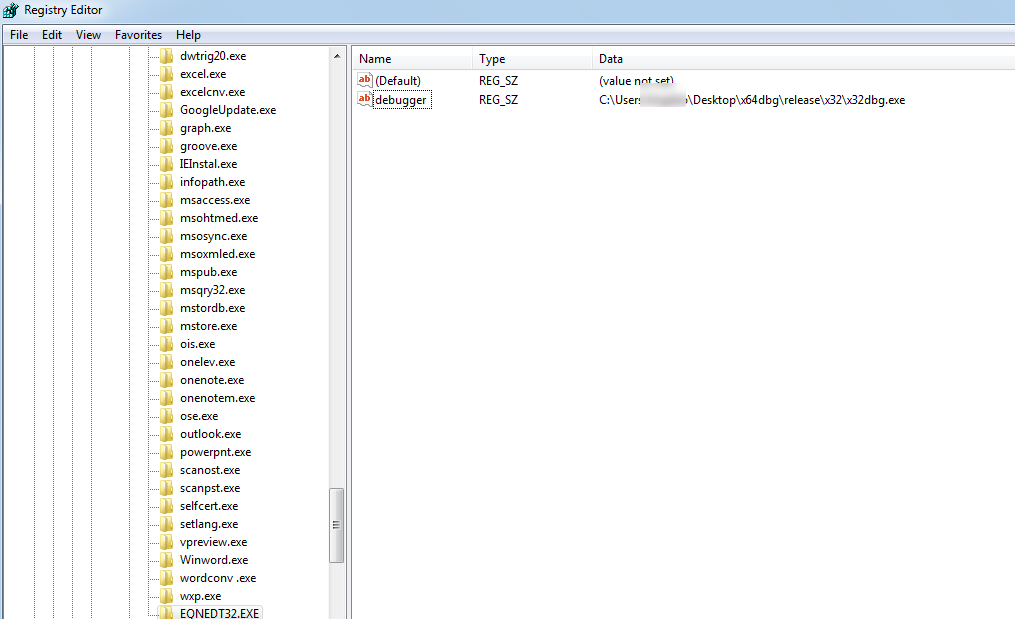 Registry Editor
File Edit View Favorites Help
dwtrig20.exe
excel.exe
excelcnv.exe
GoogleUpdate.exe
graph.exe
groove.exe
IEInstal.exe
infopath.exe
msaccess.exe
msohtmed.exe
msosync.exe
msoxmled.exe
mspub.exe
msqry32.exe
mstordb.exe
mstore.exe
ois.exe
onelev.exe
onenote.exe
onenotem.exe
ose.exe
outlook.exe
powerpnt.exe
scanost.exe
scanpst.exe
selfcert.exe
setlang.exe
vpreview.exe
Winword.exe
wordconv .exe
wxp.exe
EQNEDT32.EXE
Name Type Data
ab (Default) REG_SZ (value not set)
ab debugger REG_SZ C:\Users \Desktop\x64dbg\release\x32\x32dbg.exe